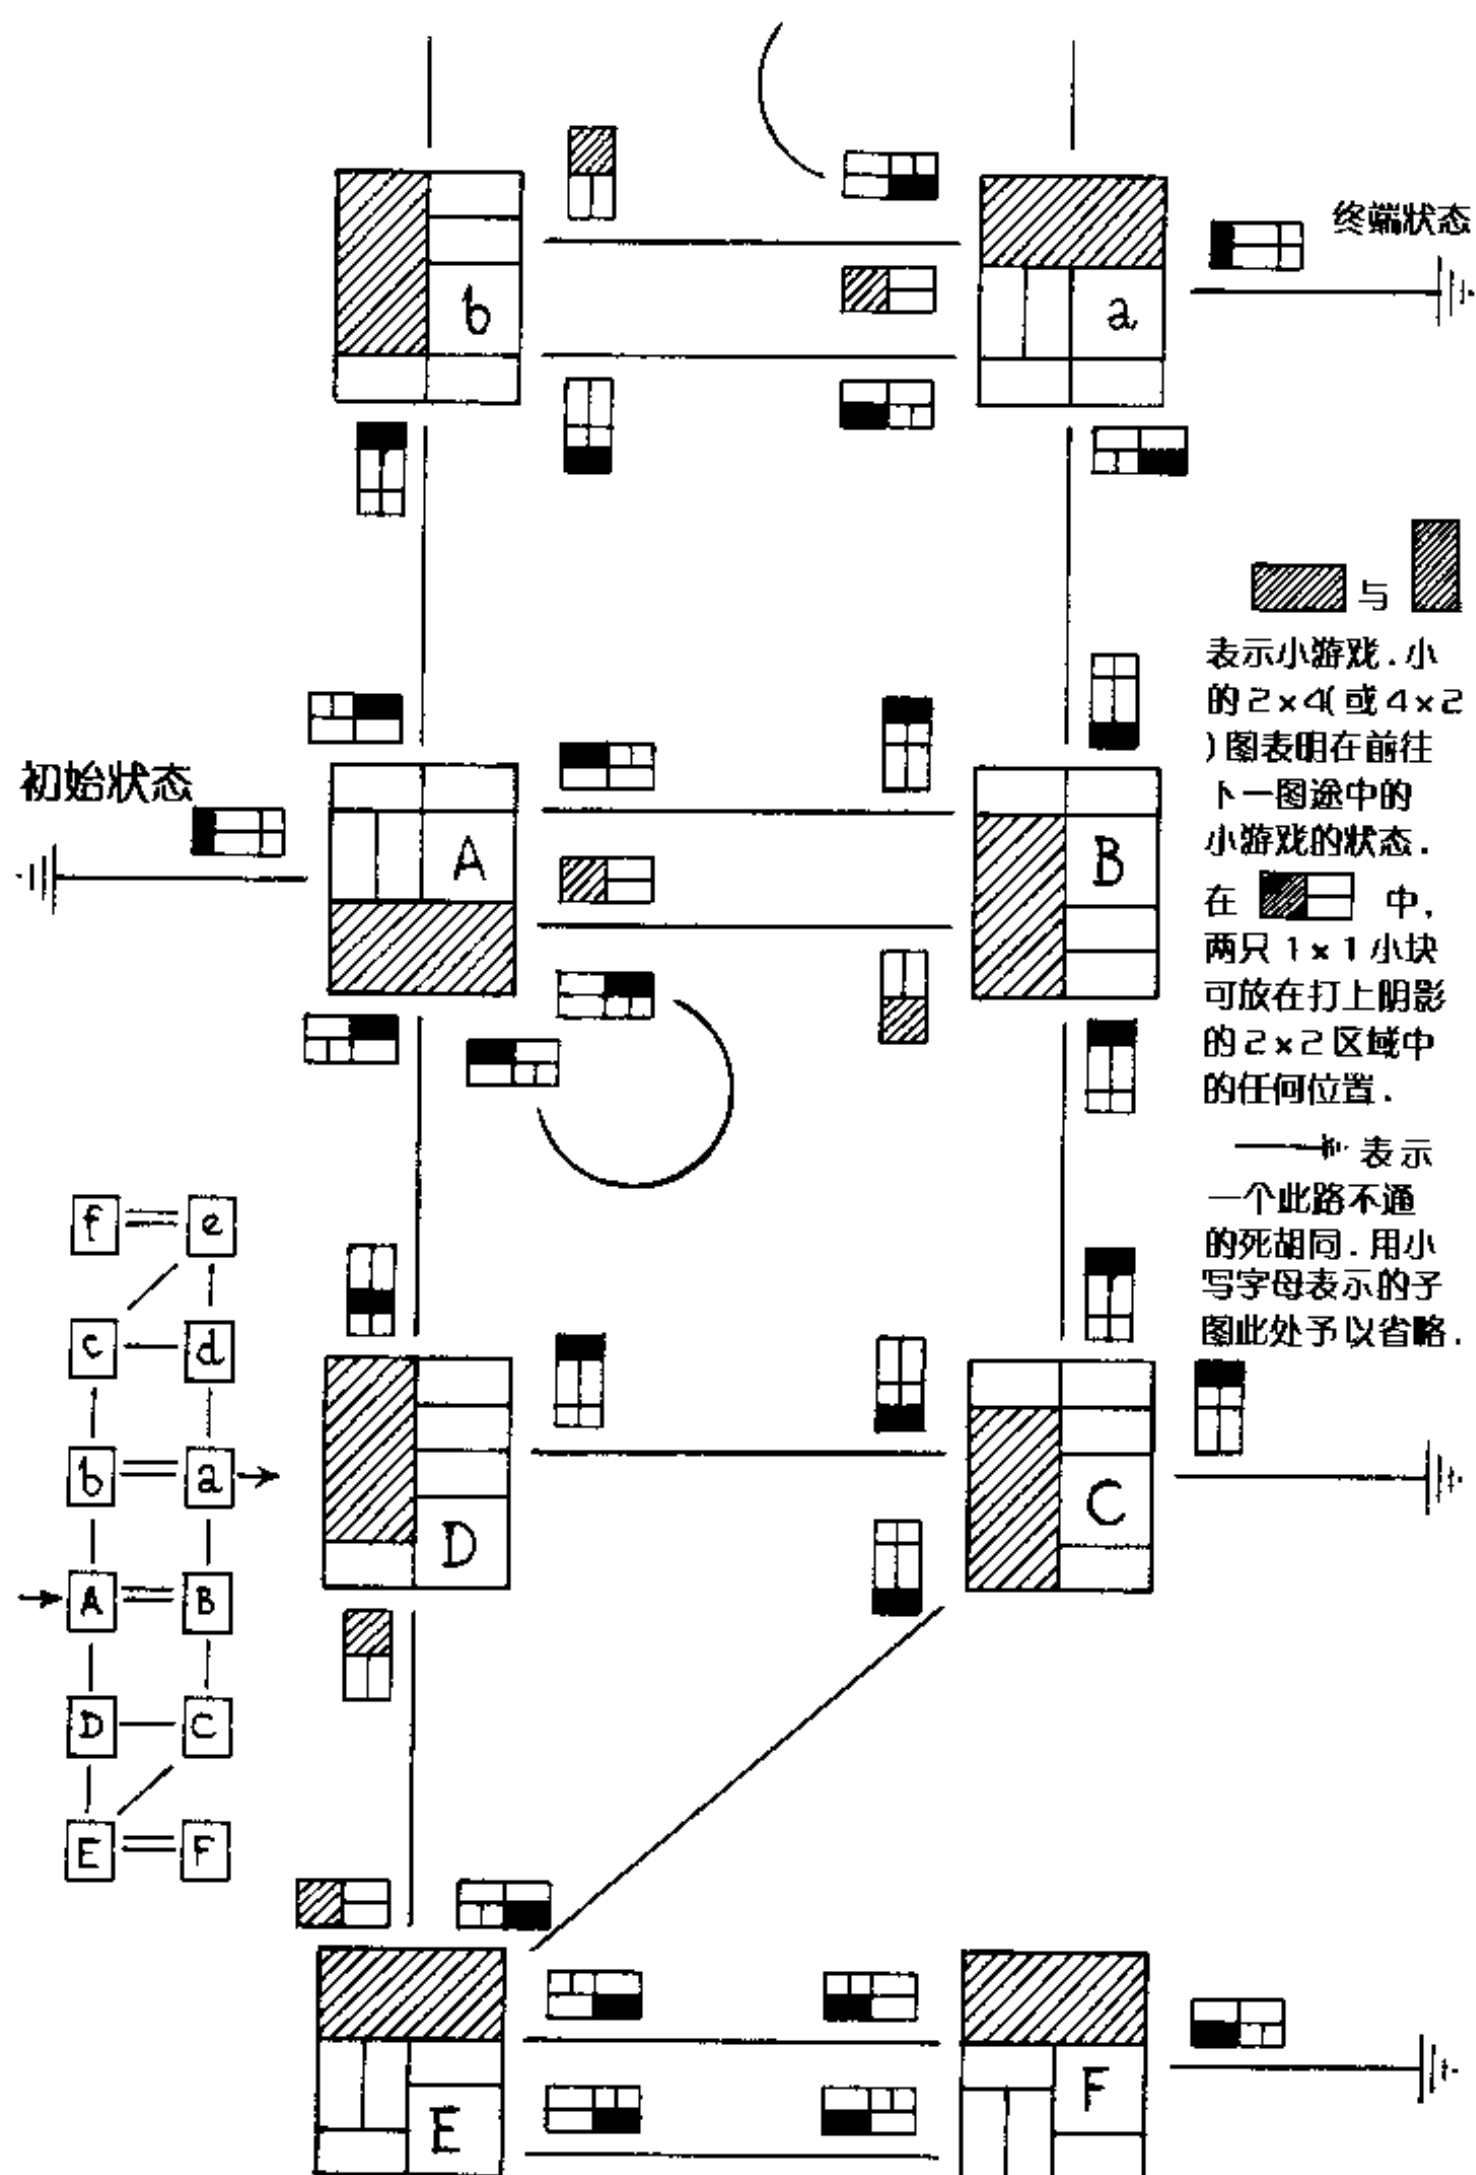 b
a
终端状态
与
表示小游戏.小
的2×4(或4×2
)图表明在前往
下一图途中的
小游戏的状态.
在 中,
两只1×1小块
可放在打上阴影
的2×2区域中
的任何位置.
表示
一个此路不通
的死胡同.用小
写字母表示的子
图此处予以省略.
初始状态
A
B
f e
c d
b a
A B
D C
E F
D
C
E
F